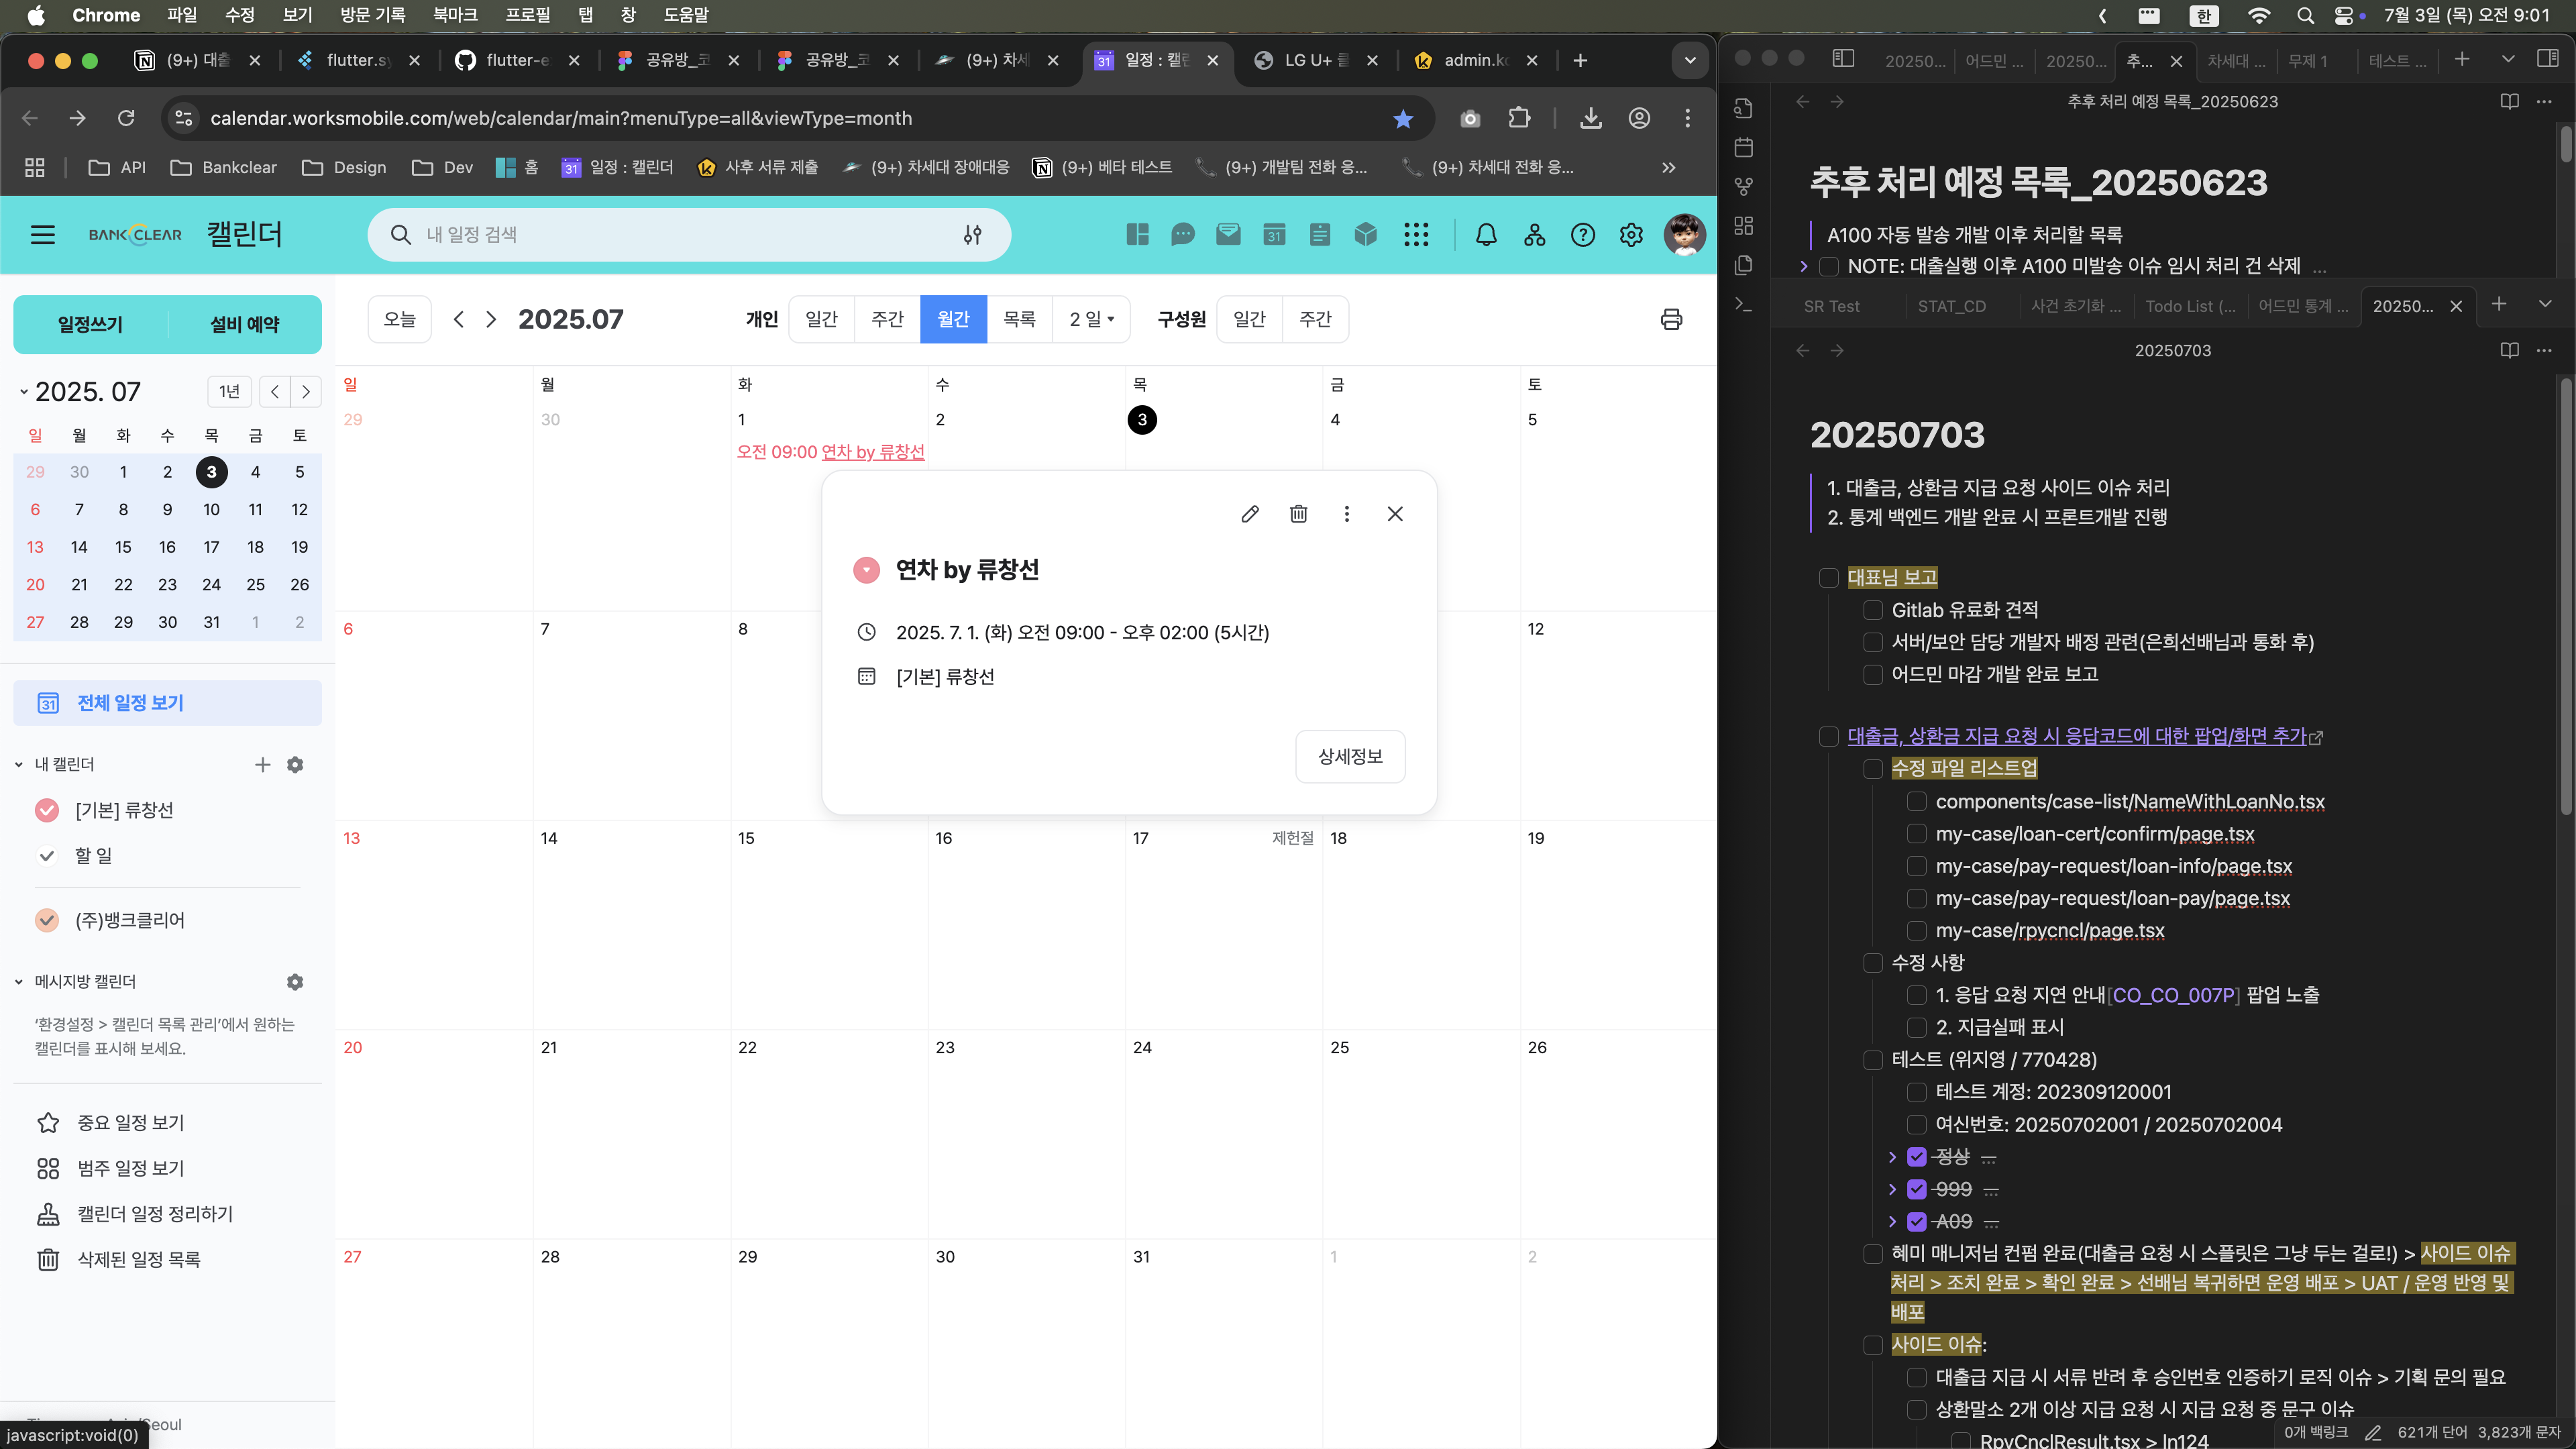 Chrome 파일 수정 보기 방문 기록 북마크 프로필 탭 창 도움말
한 7월 3일 (목) 오전 9:01
(9+) 대출 flutter.sy flutter-e 공유방_코 공유방_코 (9+) 차세 일정 : 캘린 LG U+ 클 admin.ko
calendar.worksmobile.com/web/calendar/main?menuType=all&viewType=month
API Bankclear Design Dev 홈 일정 : 캘린더 사후 서류 제출 (9+) 차세대 장애대응 (9+) 베타 테스트 (9+) 개발팀 전화 응... (9+) 차세대 전화 응...
BANKCLEAR 캘린더 내 일정 검색 31
일정쓰기 설비 예약
오늘 2025.07 개인 일간 주간 월간 목록 2 일 구성원 일간 주간
2025. 07 1년
일 월 화 수 목 금 토
29 30 1 2 3 4 5
6 7 8 9 10 11 12
13 14 15 16 17 18 19
20 21 22 23 24 25 26
27 28 29 30 31 1 2
31 전체 일정 보기
내 캘린더
[기본] 류창선
할 일
(주)뱅크클리어
메시지방 캘린더
‘환경설정 > 캘린더 목록 관리’에서 원하는
캘린더를 표시해 보세요.
중요 일정 보기
범주 일정 보기
캘린더 일정 정리하기
삭제된 일정 목록
Seoul
javascript:void(0)
일 월 화 수 목 금 토
29 30 1 2 3 4 5
오전 09:00 연차 by 류창선
연차 by 류창선
2025. 7. 1. (화) 오전 09:00 - 오후 02:00 (5시간)
[기본] 류창선
상세정보
6 7 8 12
13 14 15 16 17 제헌절 18 19
20 21 22 23 24 25 26
27 28 29 30 31 1 2
20250... 어드민 ... 20250... 추... 차세대 ... 무제 1 테스트 ...
추후 처리 예정 목록_20250623
추후 처리 예정 목록_20250623
A100 자동 발송 개발 이후 처리할 목록
NOTE: 대출실행 이후 A100 미발송 이슈 임시 처리 건 삭제 ...
SR Test STAT_CD 사건 초기화 ... Todo List (... 어드민 통계 ... 20250...
20250703
20250703
1. 대출금, 상환금 지급 요청 사이드 이슈 처리
2. 통계 백엔드 개발 완료 시 프론트개발 진행
대표님 보고
Gitlab 유료화 견적
서버/보안 담당 개발자 배정 관련(은희선배님과 통화 후)
어드민 마감 개발 완료 보고
대출금, 상환금 지급 요청 시 응답코드에 대한 팝업/화면 추가
수정 파일 리스트업
components/case-list/NameWithLoanNo.tsx
my-case/loan-cert/confirm/page.tsx
my-case/pay-request/loan-info/page.tsx
my-case/pay-request/loan-pay/page.tsx
my-case/rpycncl/page.tsx
수정 사항
1. 응답 요청 지연 안내[CO_CO_007P] 팝업 노출
2. 지급실패 표시
테스트 (위지영 / 770428)
테스트 계정: 202309120001
여신번호: 20250702001 / 20250702004
정상 ...
999 ...
A09 ...
혜미 매니저님 컨펌 완료(대출금 요청 시 스플릿은 그냥 두는 걸로!) > 사이드 이슈
처리 > 조치 완료 > 확인 완료 > 선배님 복귀하면 운영 배포 > UAT / 운영 반영 및
배포
사이드 이슈:
대출급 지급 시 서류 반려 후 승인번호 인증하기 로직 이슈 > 기획 문의 필요
상환말소 2개 이상 지급 요청 시 지급 요청 중 문구 이슈
RpyCnclResult.tsx > ln124
0개 백링크 621개 단어 3,823개 문자